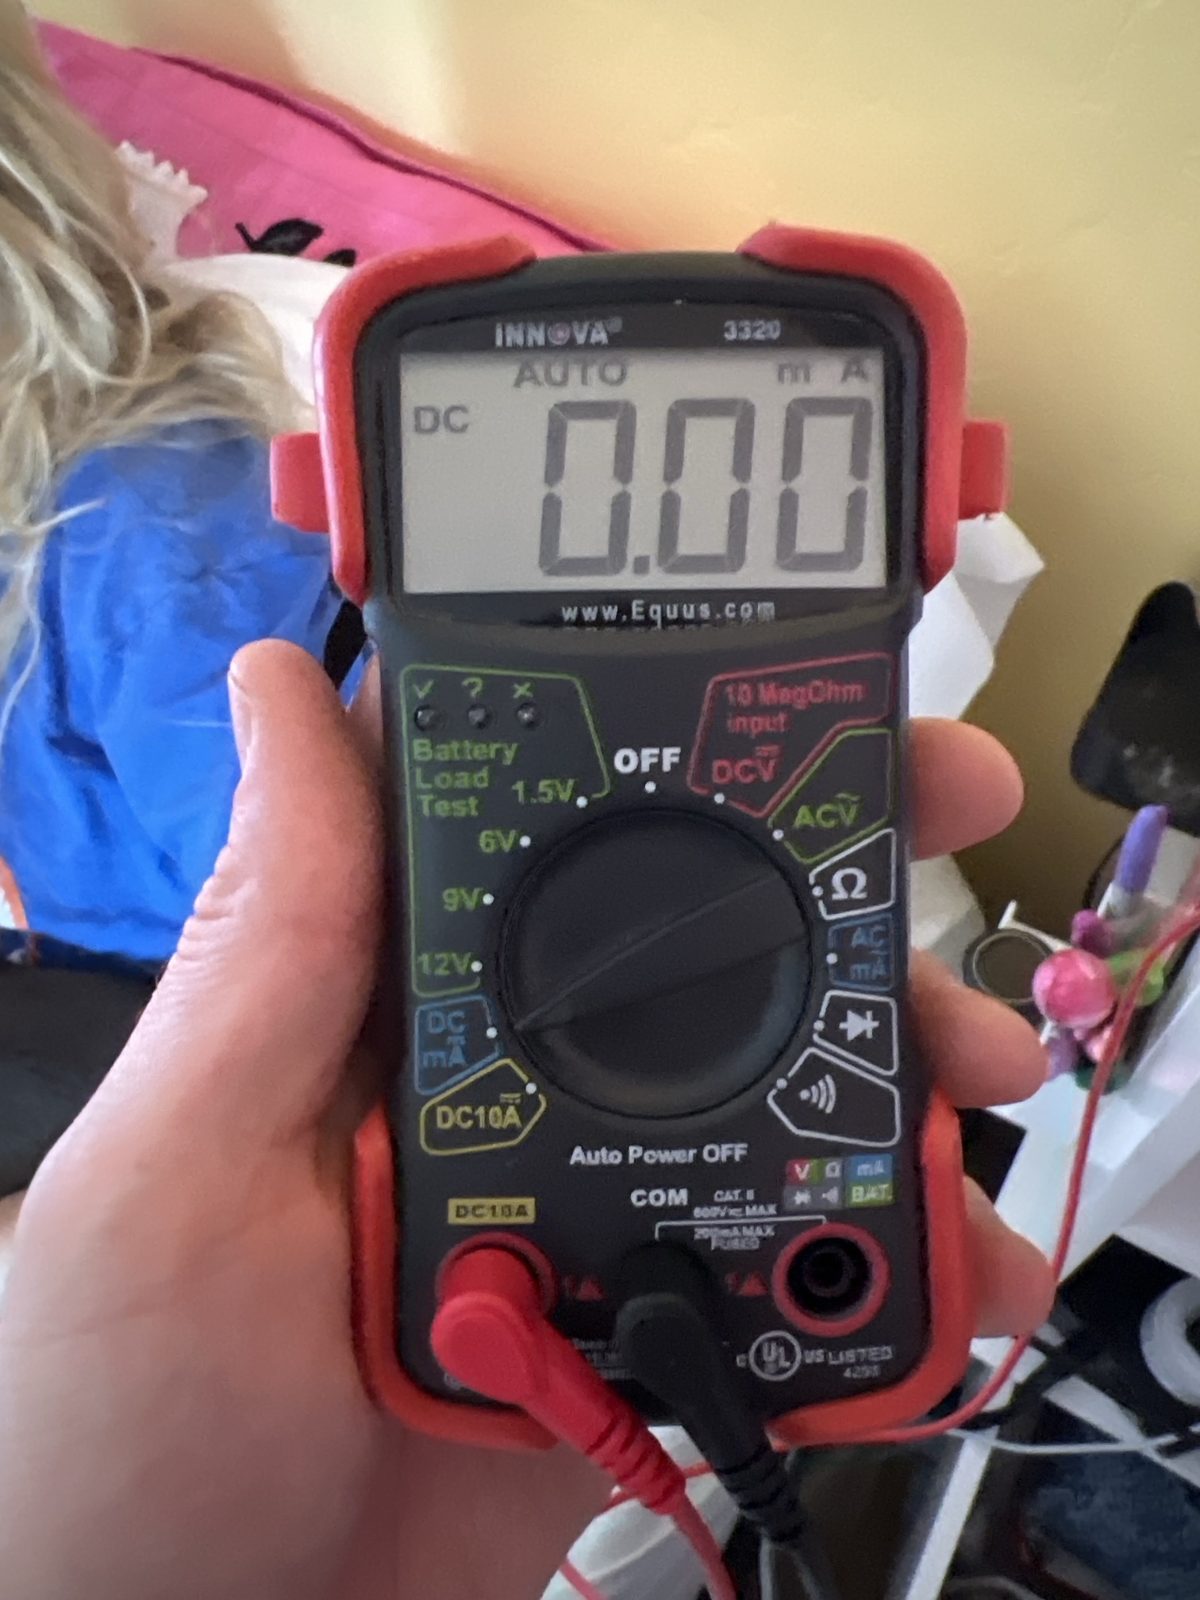 INNOVA® 3320
AUTO m A
DC
0.00
www.Equus.com
✓ ? ×
Battery
Load
Test
1.5V
6V
9V
12V
OFF
10 MegOhm
input
DCV
ACV
Ω
AC
mA
DC
mA
DC10A
Auto Power OFF
V Ω mA
BAT.
DC10A
COM
CAT. II
600V MAX
200mA MAX
FUSED
C UL US LISTED